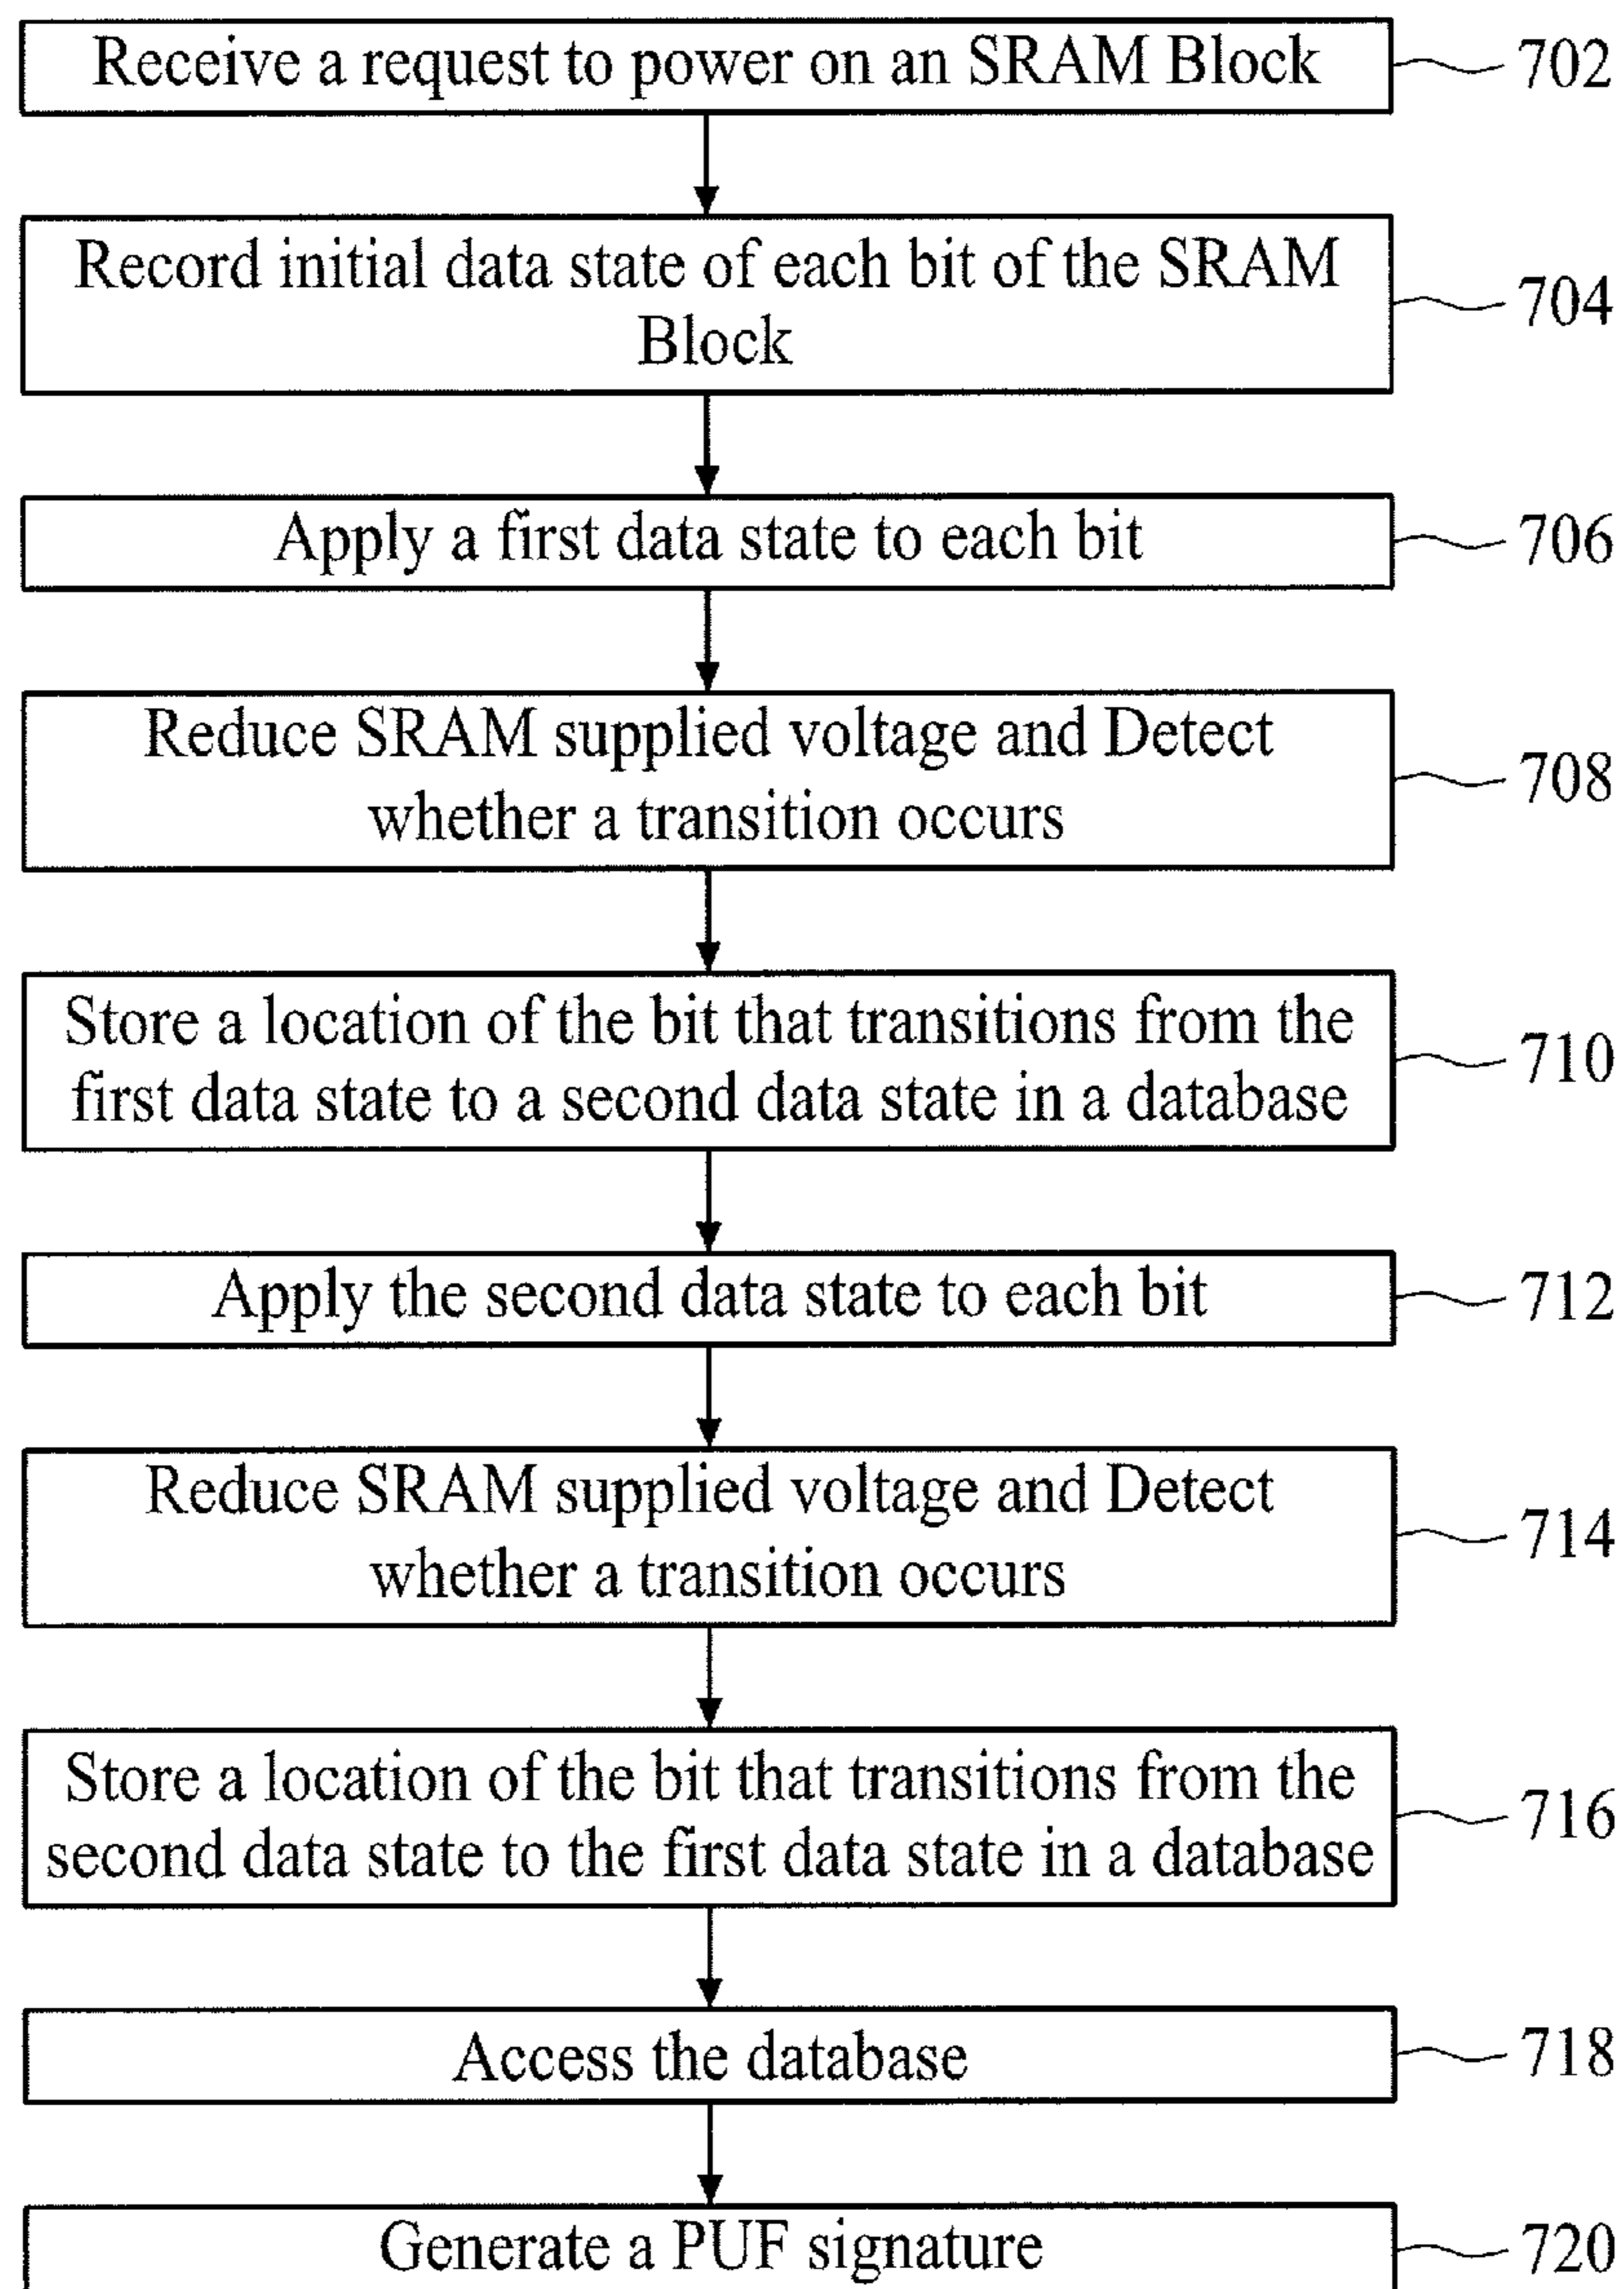 Receive a request to power on an SRAM Block
702
Record initial data state of each bit of the SRAM
Block
704
Apply a first data state to each bit
706
Reduce SRAM supplied voltage and Detect
whether a transition occurs
708
Store a location of the bit that transitions from the
first data state to a second data state in a database
710
Apply the second data state to each bit
712
Reduce SRAM supplied voltage and Detect
whether a transition occurs
714
Store a location of the bit that transitions from the
second data state to the first data state in a database
716
Access the database
718
Generate a PUF signature
720